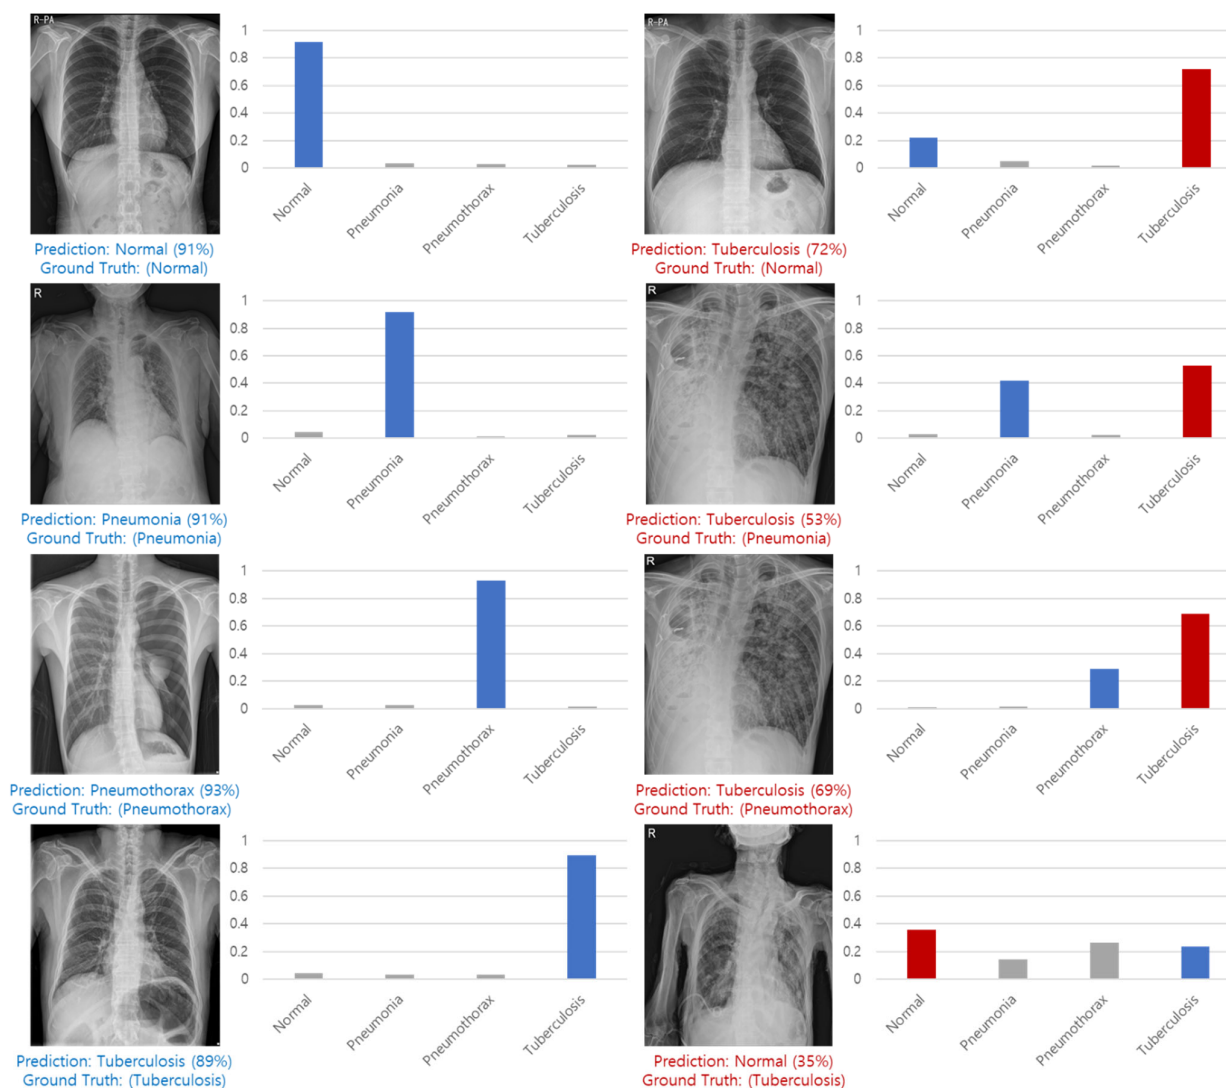 R-PA
1
0.8
0.6
0.4
0.2
0
Normal
Pneumonia
Pneumothorax
Tuberculosis
Prediction: Normal (91%)
Ground Truth: (Normal)
R-PA
1
0.8
0.6
0.4
0.2
0
Normal
Pneumonia
Pneumothorax
Tuberculosis
Prediction: Tuberculosis (72%)
Ground Truth: (Normal)
R
1
0.8
0.6
0.4
0.2
0
Normal
Pneumonia
Pneumothorax
Tuberculosis
Prediction: Pneumonia (91%)
Ground Truth: (Pneumonia)
R
1
0.8
0.6
0.4
0.2
0
Normal
Pneumonia
Pneumothorax
Tuberculosis
Prediction: Tuberculosis (53%)
Ground Truth: (Pneumonia)
1
0.8
0.6
0.4
0.2
0
Normal
Pneumonia
Pneumothorax
Tuberculosis
Prediction: Pneumothorax (93%)
Ground Truth: (Pneumothorax)
R
1
0.8
0.6
0.4
0.2
0
Normal
Pneumonia
Pneumothorax
Tuberculosis
Prediction: Tuberculosis (69%)
Ground Truth: (Pneumothorax)
1
0.8
0.6
0.4
0.2
0
Normal
Pneumonia
Pneumothorax
Tuberculosis
Prediction: Tuberculosis (89%)
Ground Truth: (Tuberculosis)
R
1
0.8
0.6
0.4
0.2
0
Normal
Pneumonia
Pneumothorax
Tuberculosis
Prediction: Normal (35%)
Ground Truth: (Tuberculosis)